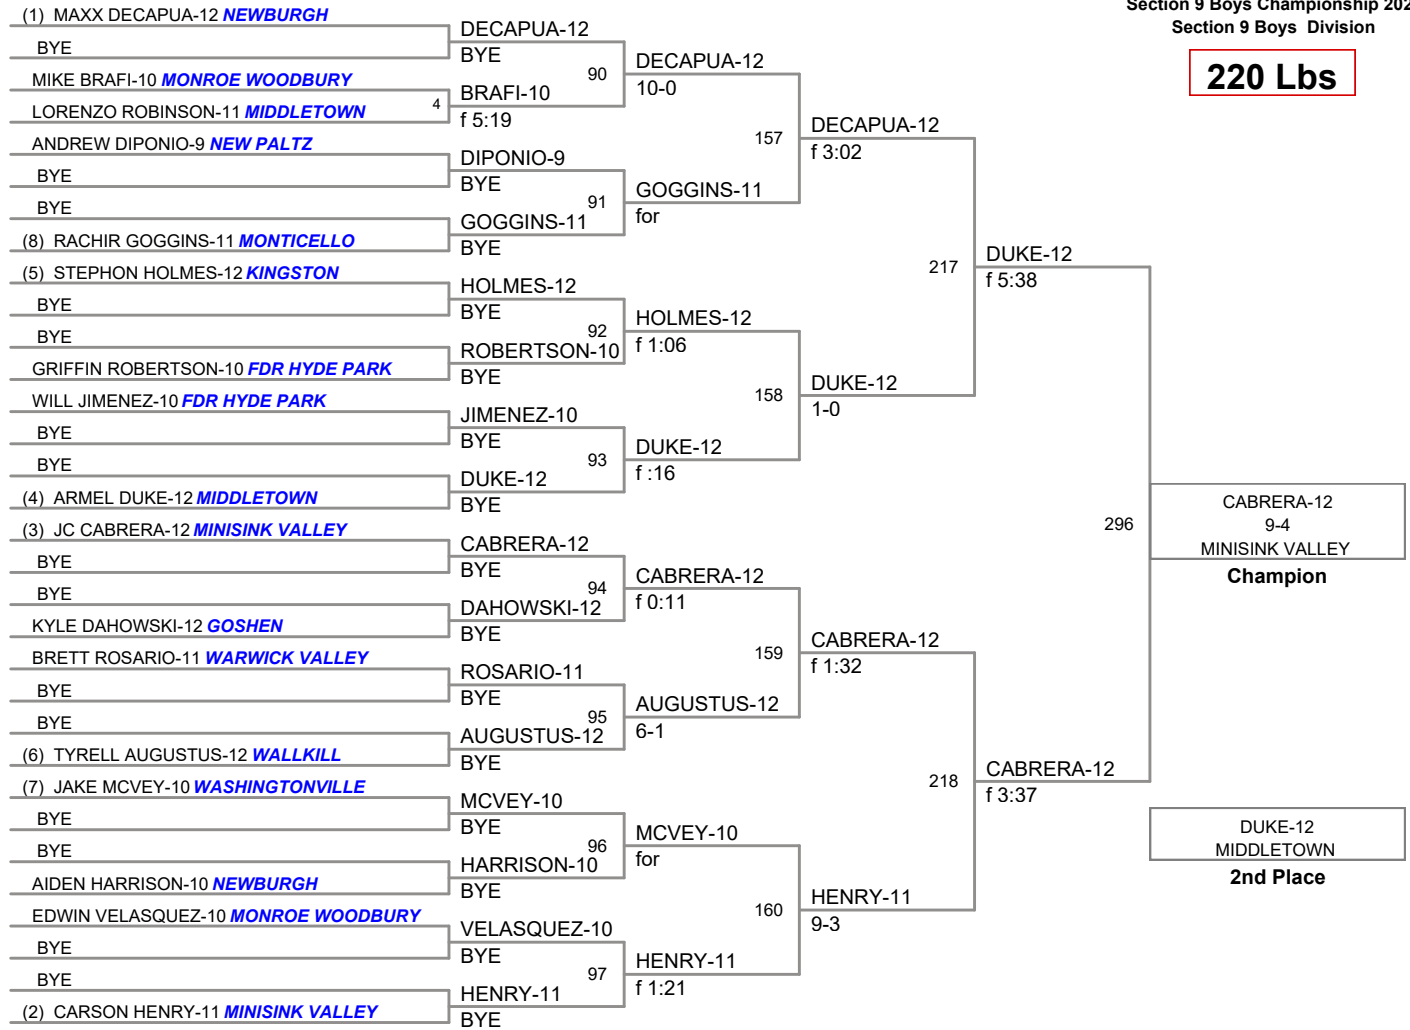 Section 9 Boys Championship 202
Section 9 Boys Division
220 Lbs
(1) MAXX DECAPUA-12 NEWBURGH
BYE
MIKE BRAFI-10 MONROE WOODBURY
LORENZO ROBINSON-11 MIDDLETOWN
ANDREW DIPONIO-9 NEW PALTZ
BYE
BYE
(8) RACHIR GOGGINS-11 MONTICELLO
(5) STEPHON HOLMES-12 KINGSTON
BYE
BYE
GRIFFIN ROBERTSON-10 FDR HYDE PARK
WILL JIMENEZ-10 FDR HYDE PARK
BYE
BYE
(4) ARMEL DUKE-12 MIDDLETOWN
(3) JC CABRERA-12 MINISINK VALLEY
BYE
BYE
KYLE DAHOWSKI-12 GOSHEN
BRETT ROSARIO-11 WARWICK VALLEY
BYE
BYE
(6) TYRELL AUGUSTUS-12 WALLKILL
(7) JAKE MCVEY-10 WASHINGTONVILLE
BYE
BYE
AIDEN HARRISON-10 NEWBURGH
EDWIN VELASQUEZ-10 MONROE WOODBURY
BYE
BYE
(2) CARSON HENRY-11 MINISINK VALLEY
DECAPUA-12
BYE
4
BRAFI-10
f 5:19
DIPONIO-9
BYE
GOGGINS-11
BYE
HOLMES-12
BYE
ROBERTSON-10
BYE
JIMENEZ-10
BYE
DUKE-12
BYE
CABRERA-12
BYE
DAHOWSKI-12
BYE
ROSARIO-11
BYE
AUGUSTUS-12
BYE
MCVEY-10
BYE
HARRISON-10
BYE
VELASQUEZ-10
BYE
HENRY-11
BYE
90
DECAPUA-12
10-0
91
GOGGINS-11
for
92
HOLMES-12
f 1:06
93
DUKE-12
f :16
94
CABRERA-12
f 0:11
95
AUGUSTUS-12
6-1
96
MCVEY-10
for
97
HENRY-11
f 1:21
157
DECAPUA-12
f 3:02
158
DUKE-12
1-0
159
CABRERA-12
f 1:32
160
HENRY-11
9-3
217
DUKE-12
f 5:38
218
CABRERA-12
f 3:37
296
CABRERA-12
9-4
MINISINK VALLEY
Champion
DUKE-12
MIDDLETOWN
2nd Place